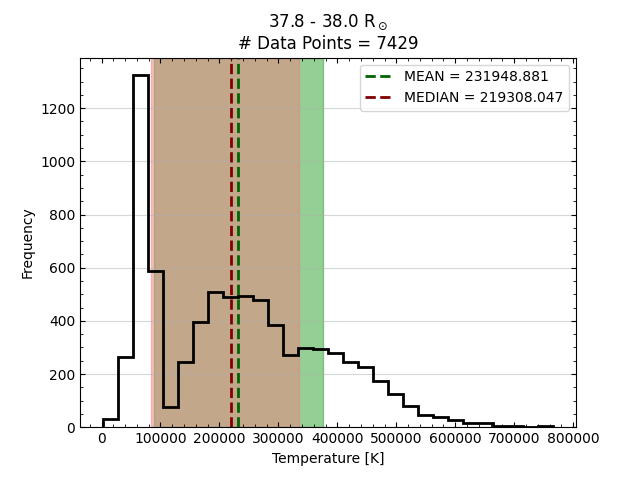 37.8 - 38.0 R⊙
# Data Points = 7429
MEAN = 231948.881
MEDIAN = 219308.047
Frequency
1200
1000
800
600
400
200
0
0 100000 200000 300000 400000 500000 600000 700000 800000
Temperature [K]